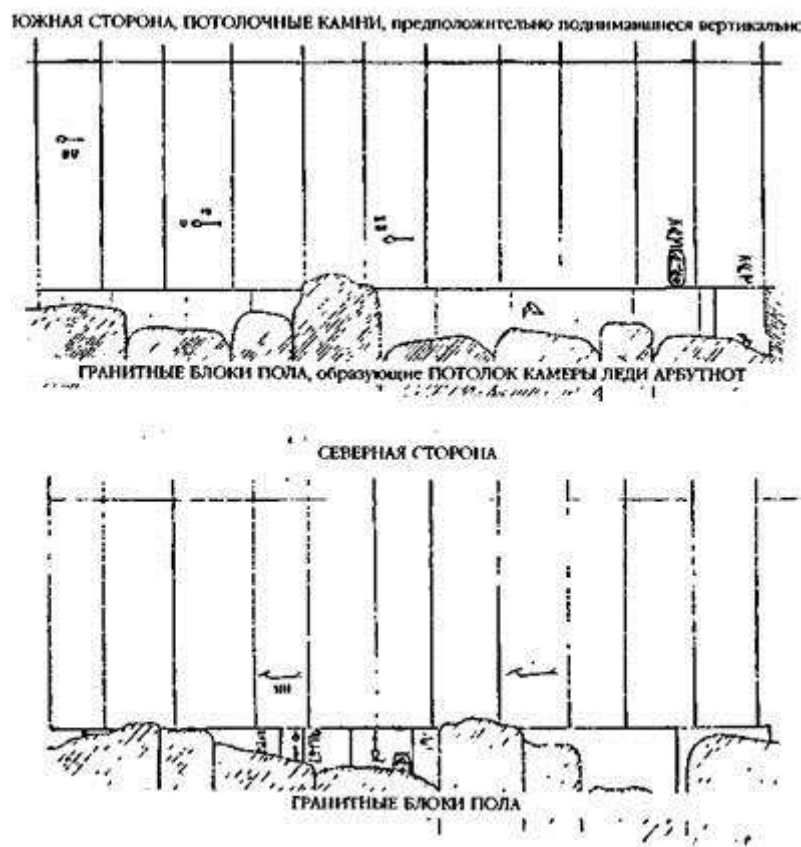 ЮЖНАЯ СТОРОНА, ПОТОЛОЧНЫЕ КАМНИ, предположительно поднимавшиеся вертикально
ГРАНИТНЫЕ БЛОКИ ПОЛА, образующие ПОТОЛОК КАМЕРЫ ЛЕДИ АРБУТНОТ
СЕВЕРНАЯ СТОРОНА
ГРАНИТНЫЕ БЛОКИ ПОЛА